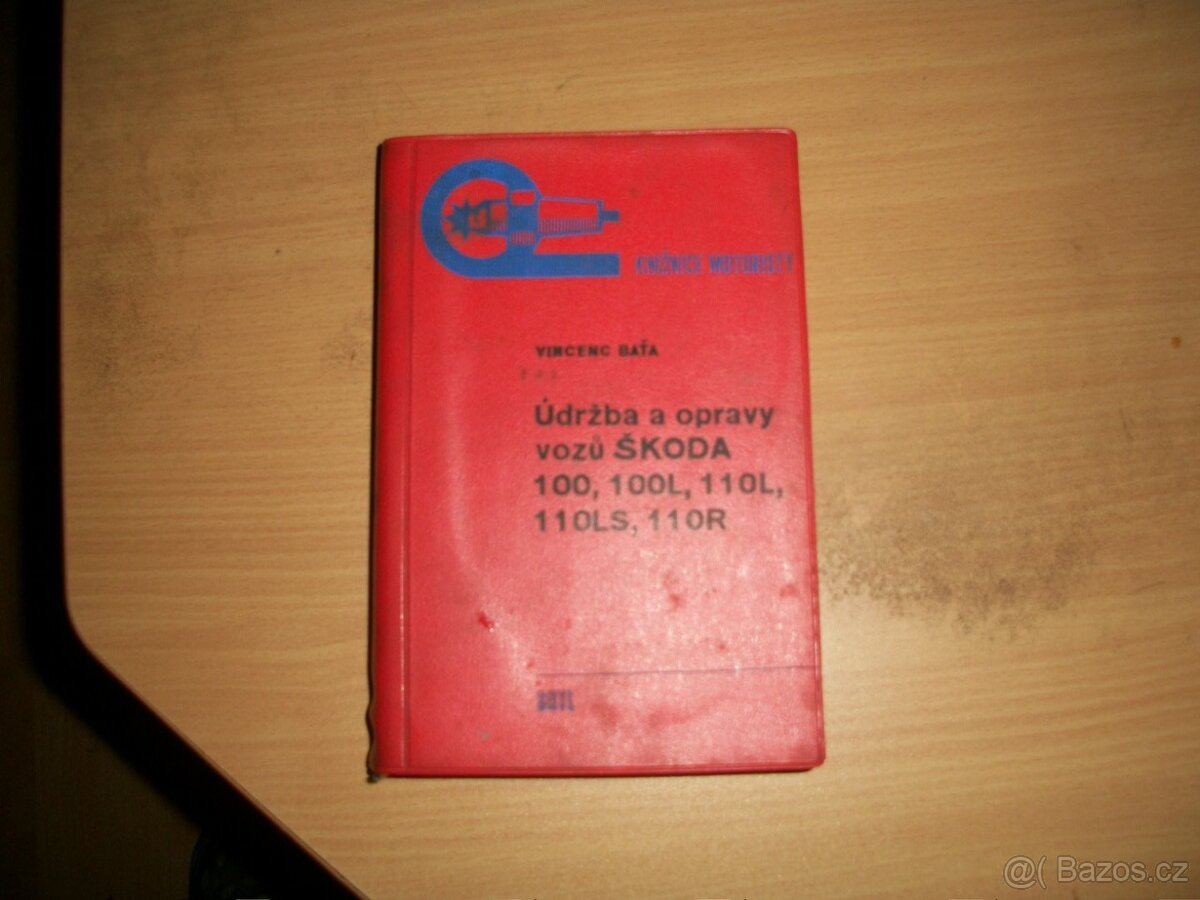 KNIŽNICE MOTORISTY
VINCENC BAŤA
Údržba a opravy
vozů ŠKODA
100, 100L, 110L,
110LS, 110R
SNTL
@( Bazos.cz